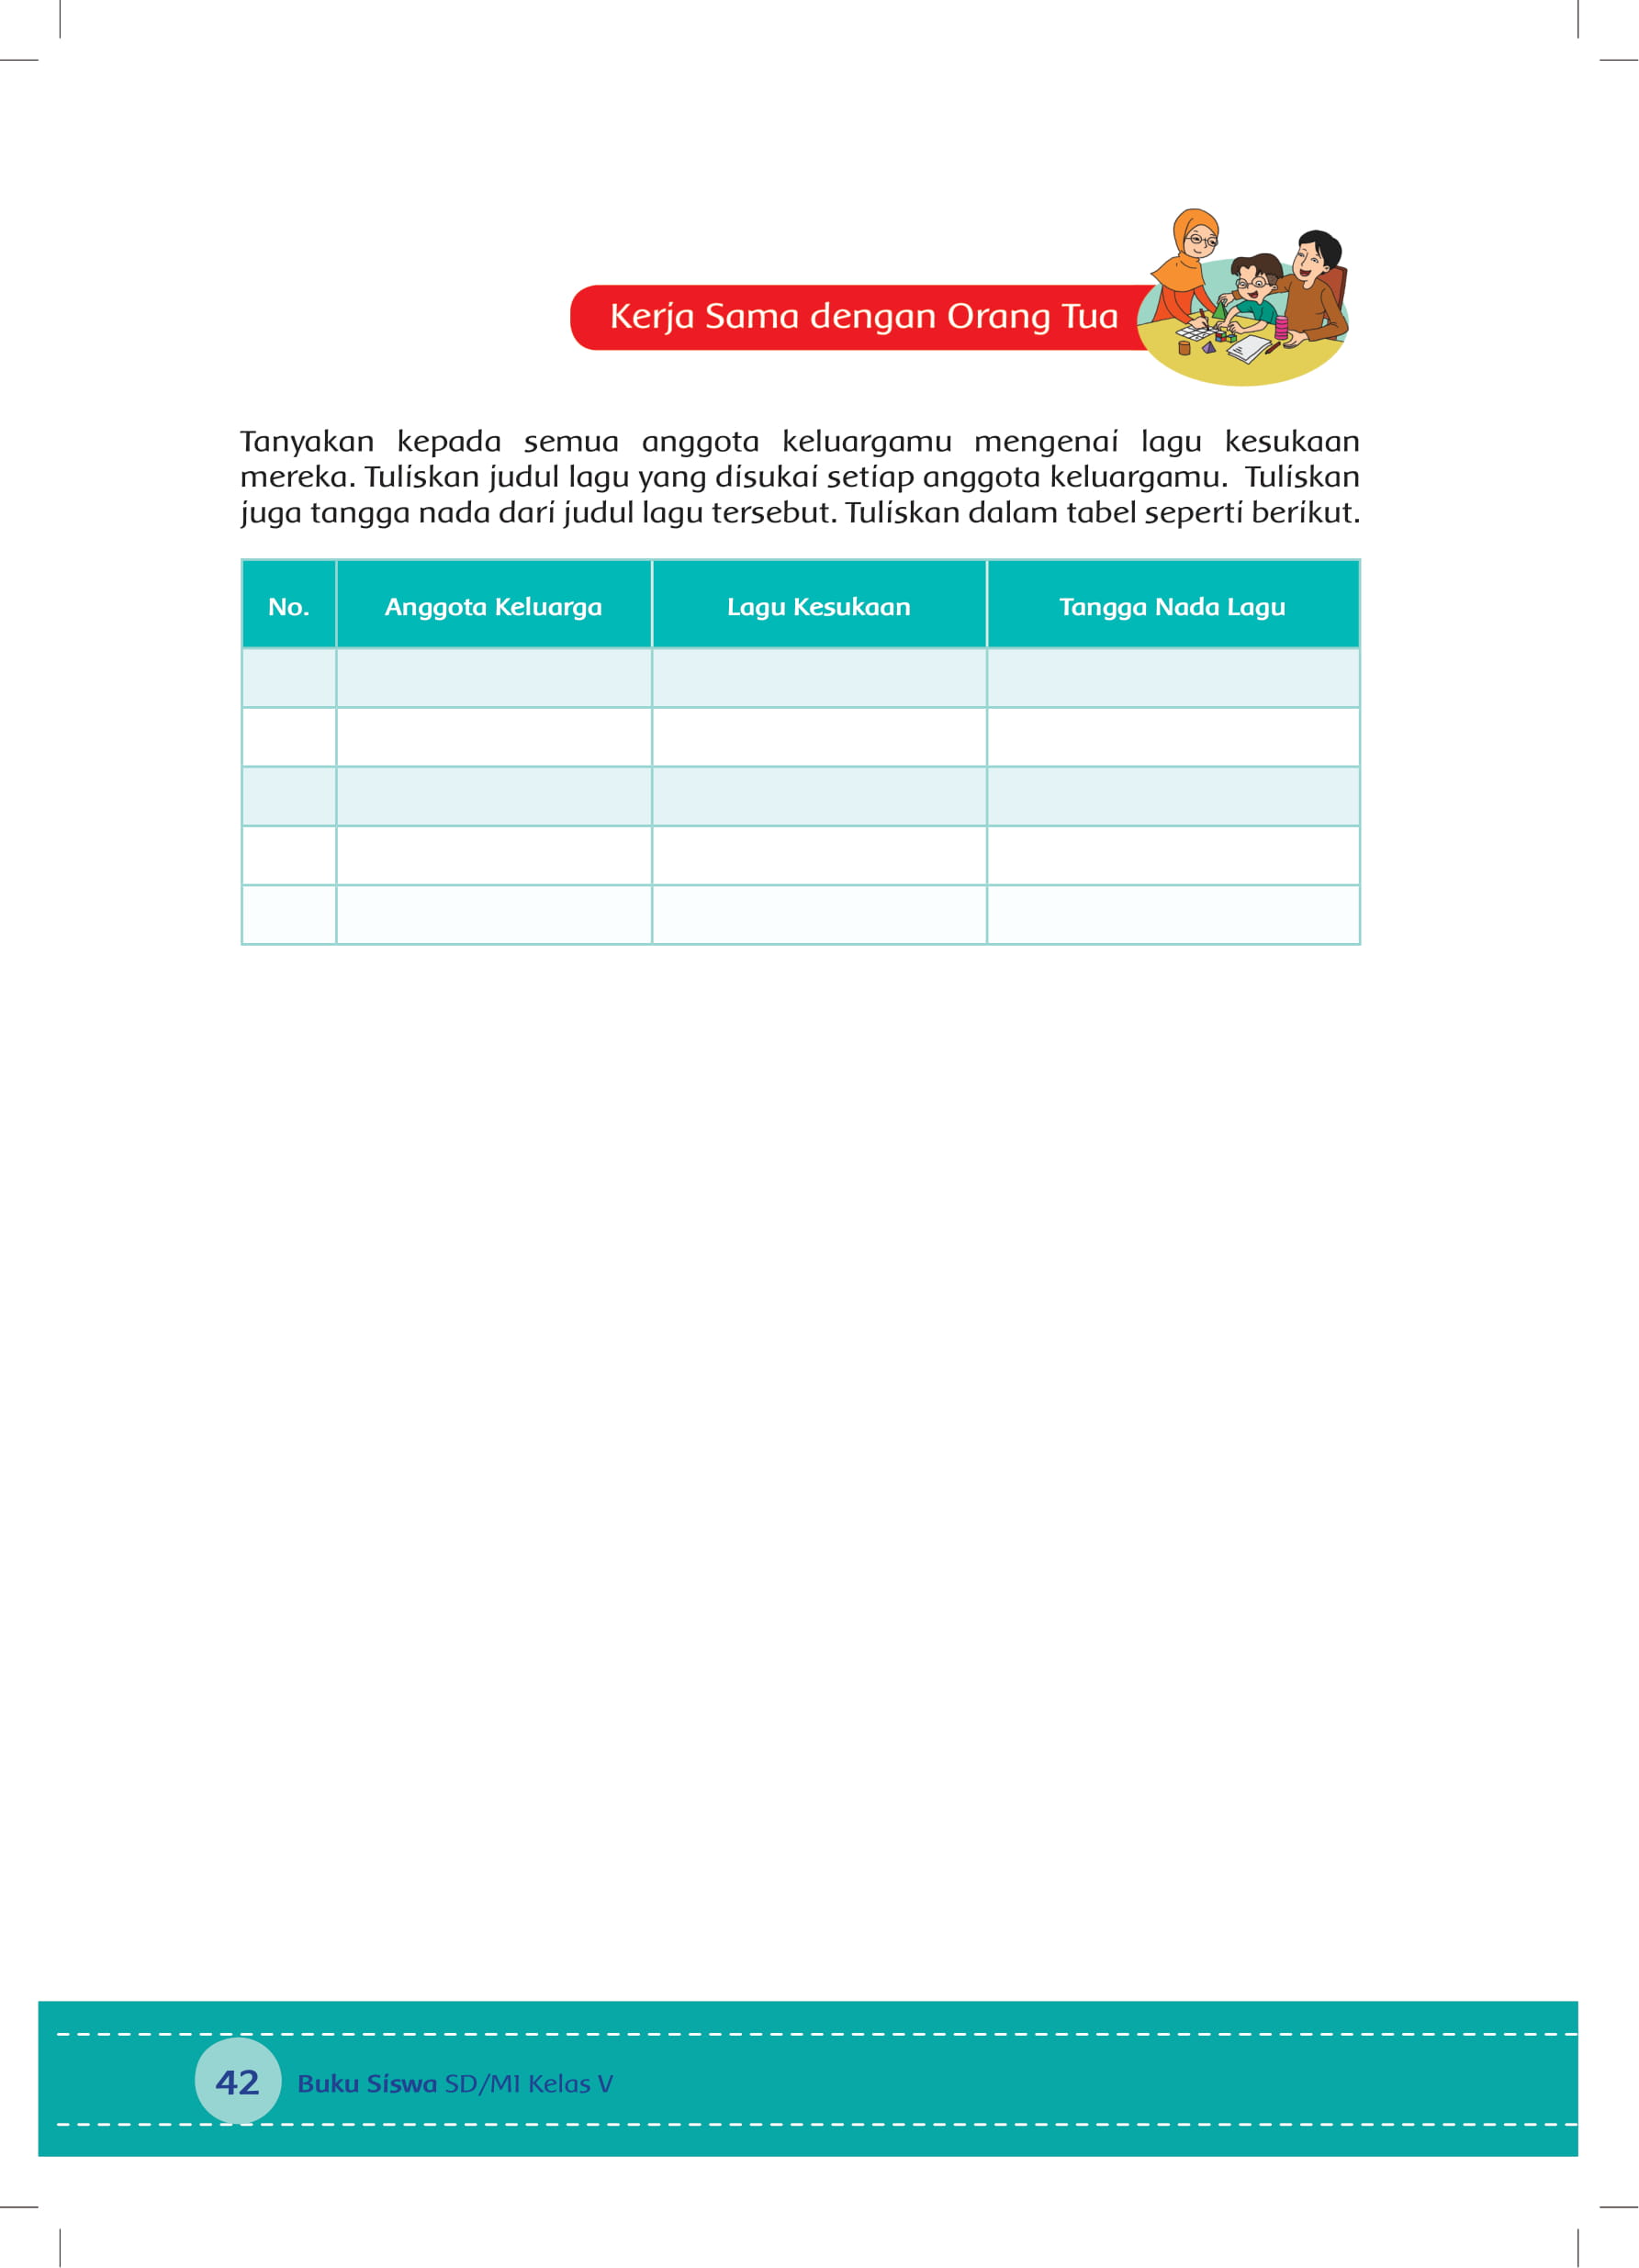 Kerja Sama dengan Orang Tua
Tanyakan kepada semua anggota keluargamu mengenai lagu kesukaan
mereka. Tuliskan judul lagu yang disukai setiap anggota keluargamu. Tuliskan
juga tangga nada dari judul lagu tersebut. Tuliskan dalam tabel seperti berikut.
No. Anggota Keluarga Lagu Kesukaan Tangga Nada Lagu
42 Buku Siswa SD/MI Kelas V